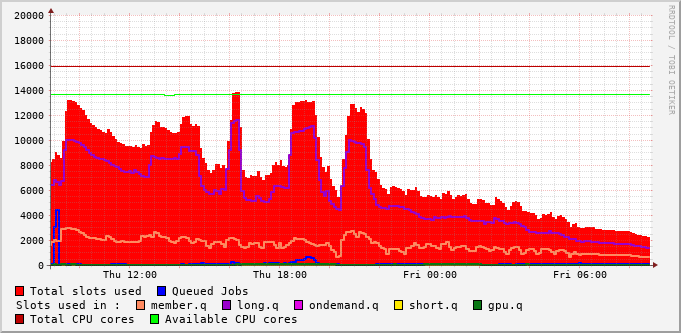 RRDTOOL / TOBI OETIKER
20000
18000
16000
14000
12000
10000
8000
6000
4000
2000
0
Thu 12:00 Thu 18:00 Fri 00:00 Fri 06:00
Total slots used Queued Jobs
Slots used in : member.q long.q ondemand.q short.q gpu.q
Total CPU cores Available CPU cores